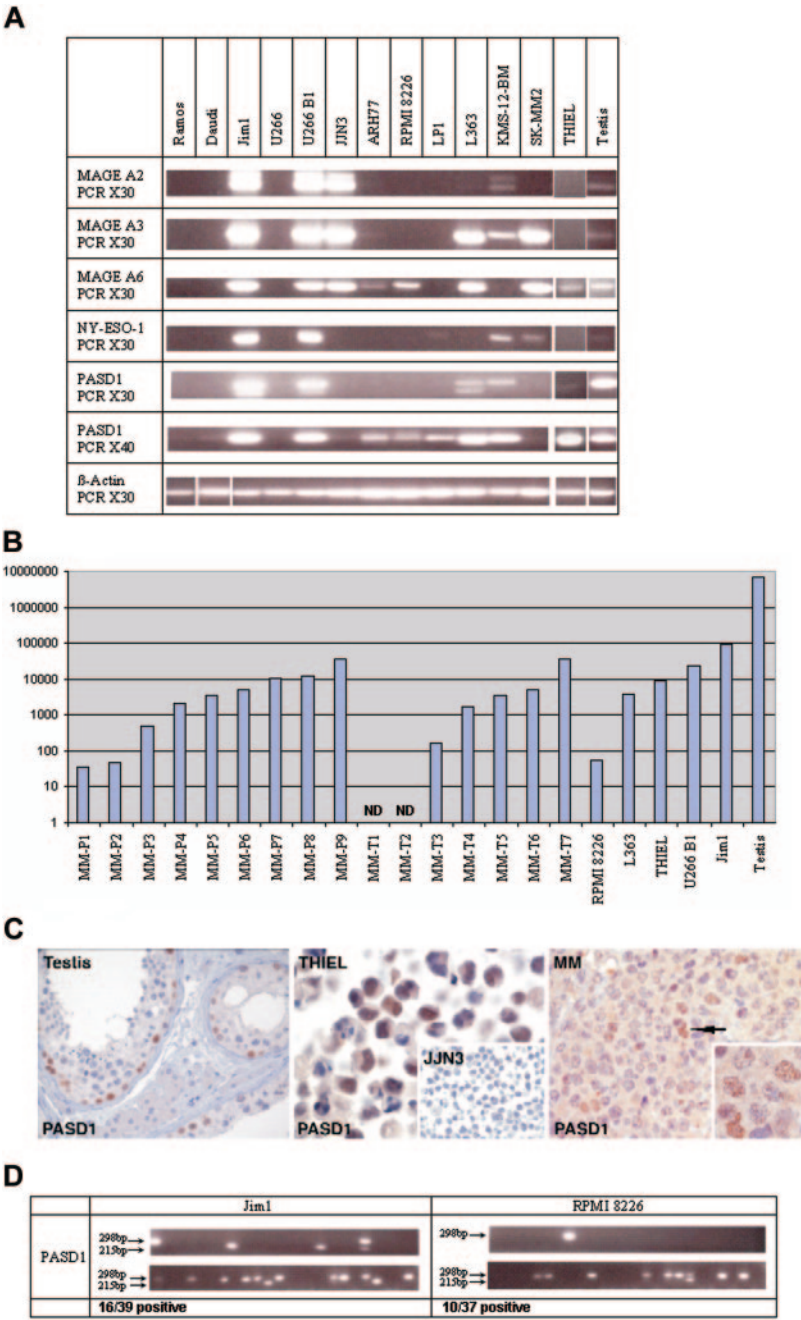 A
Ramos
Daudi
Jim1
U266
U266 B1
JJN3
ARH77
RPMI 8226
LP1
L363
KMS-12-BM
SK-MM2
THIEL
Testis
MAGE A2
PCR X30
MAGE A3
PCR X30
MAGE A6
PCR X30
NY-ESO-1
PCR X30
PASD1
PCR X30
PASD1
PCR X40
ß-Actin
PCR X30
B
10000000
1000000
100000
10000
1000
100
10
1
ND
ND
MM-P1
MM-P2
MM-P3
MM-P4
MM-P5
MM-P6
MM-P7
MM-P8
MM-P9
MM-T1
MM-T2
MM-T3
MM-T4
MM-T5
MM-T6
MM-T7
RPMI 8226
L363
THIEL
U266 B1
Jim1
Testis
C
Testis
THIEL
MM
JJN3
PASD1
PASD1
PASD1
D
Jim1
RPMI 8226
PASD1
298bp
215bp
298bp
298bp
215bp
298bp
215bp
16/39 positive
10/37 positive